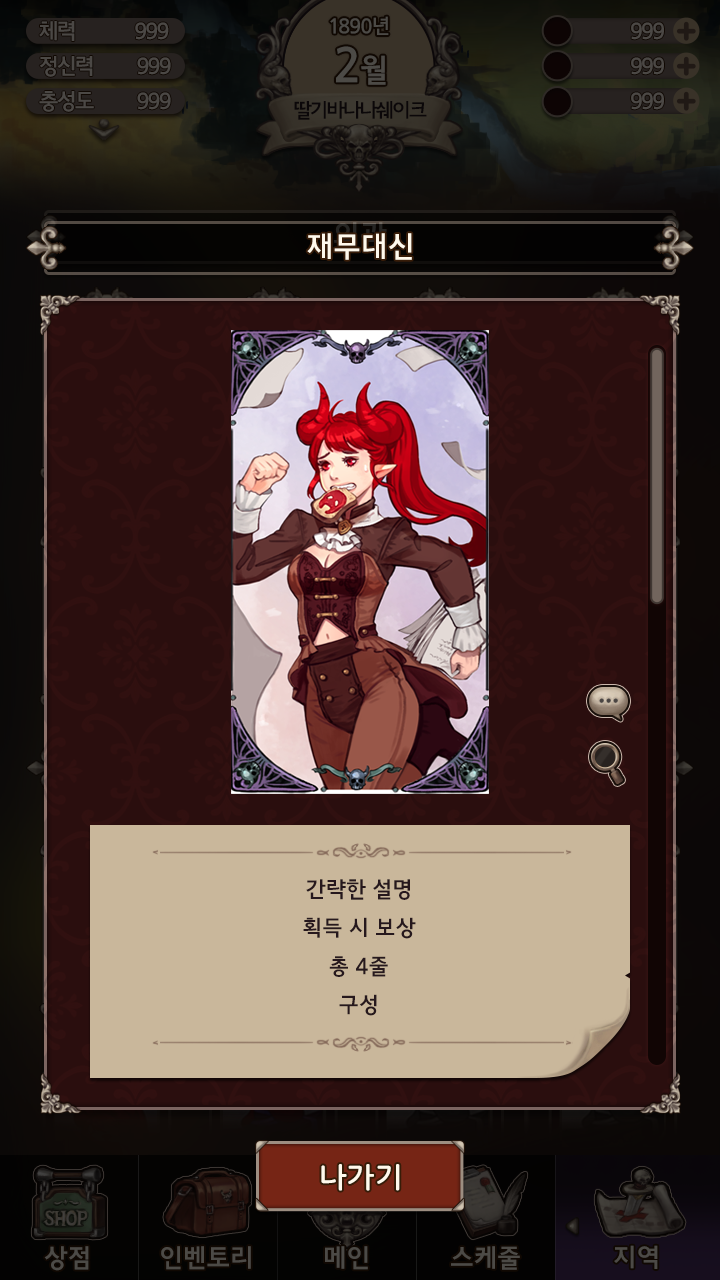 체력 999
정신력 999
충성도 999
1890년
2월
딸기바나나쉐이크
999
999
999
재무대신
간략한 설명
획득 시 보상
총 4줄
구성
나가기
SHOP
상점
인벤토리
메인
스케줄
지역